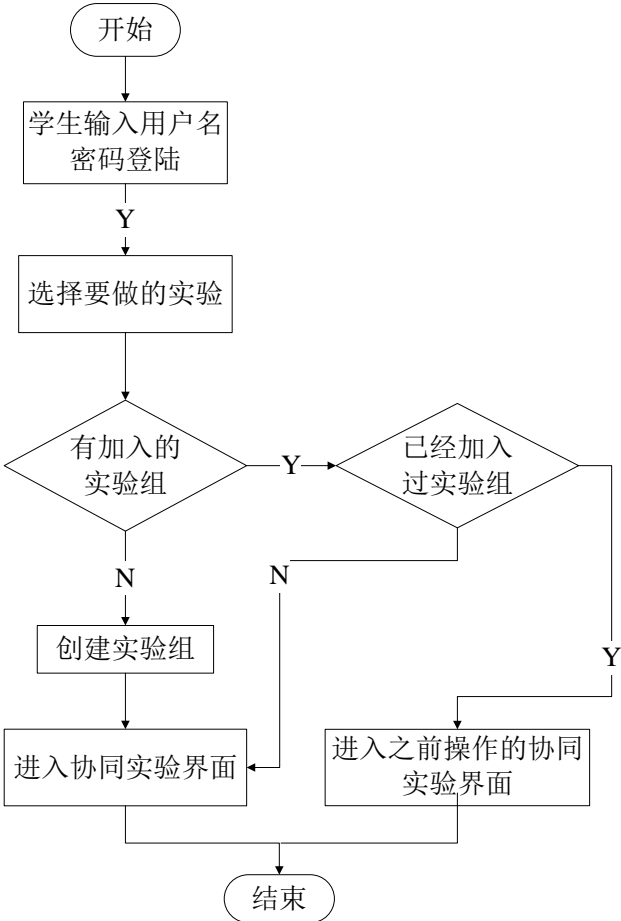 开始
学生输入用户名
密码登陆
Y
选择要做的实验
有加入的
实验组
Y
已经加入
过实验组
N
N
创建实验组
Y
进入协同实验界面
进入之前操作的协同
实验界面
结束